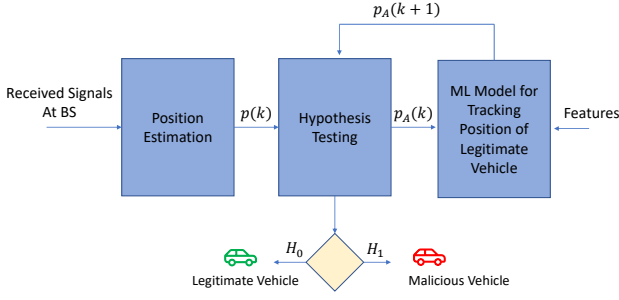 p_A(k + 1)
Received Signals
At BS
Position
Estimation
p(k)
Hypothesis
Testing
p_A(k)
ML Model for
Tracking
Position of
Legitimate
Vehicle
Features
H_0
H_1
Legitimate Vehicle
Malicious Vehicle